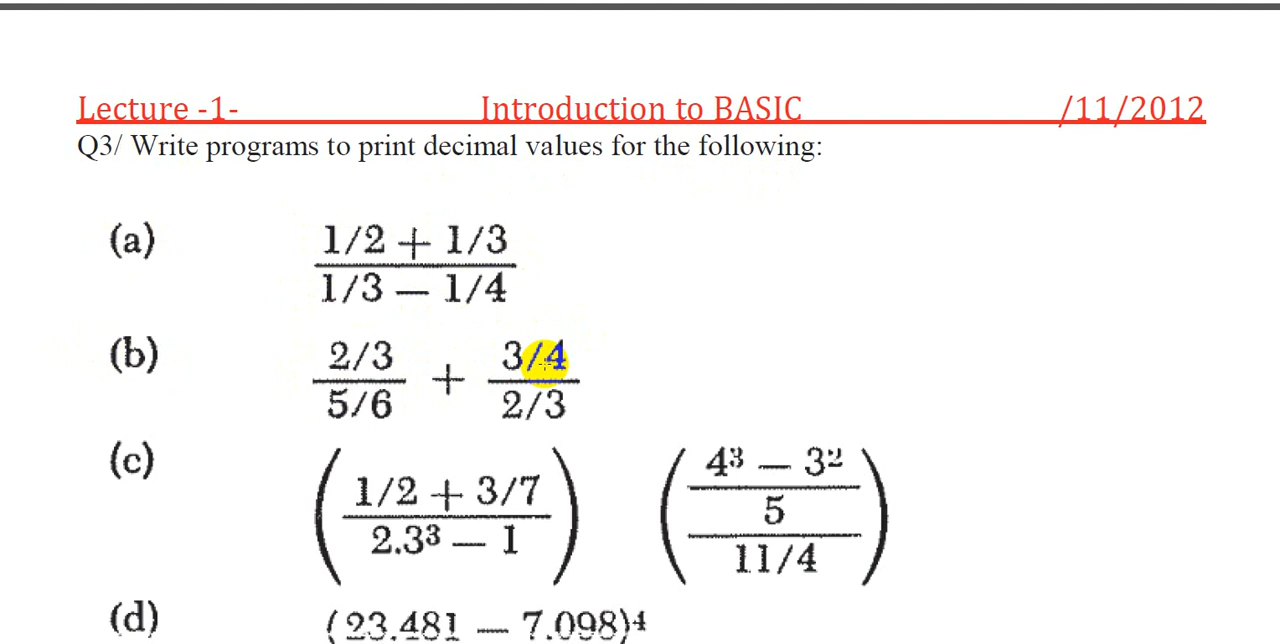 Lecture -1- Introduction to BASIC /11/2012
Q3/ Write programs to print decimal values for the following:
(a) 1/2 + 1/3
1/3 — 1/4
(b) 2/3 + 3/4
5/6 2/3
(c) (1/2 + 3/7) (4³ — 3²)
2.3³ — 1 5
11/4
(d) (23.481 — 7.098)⁴